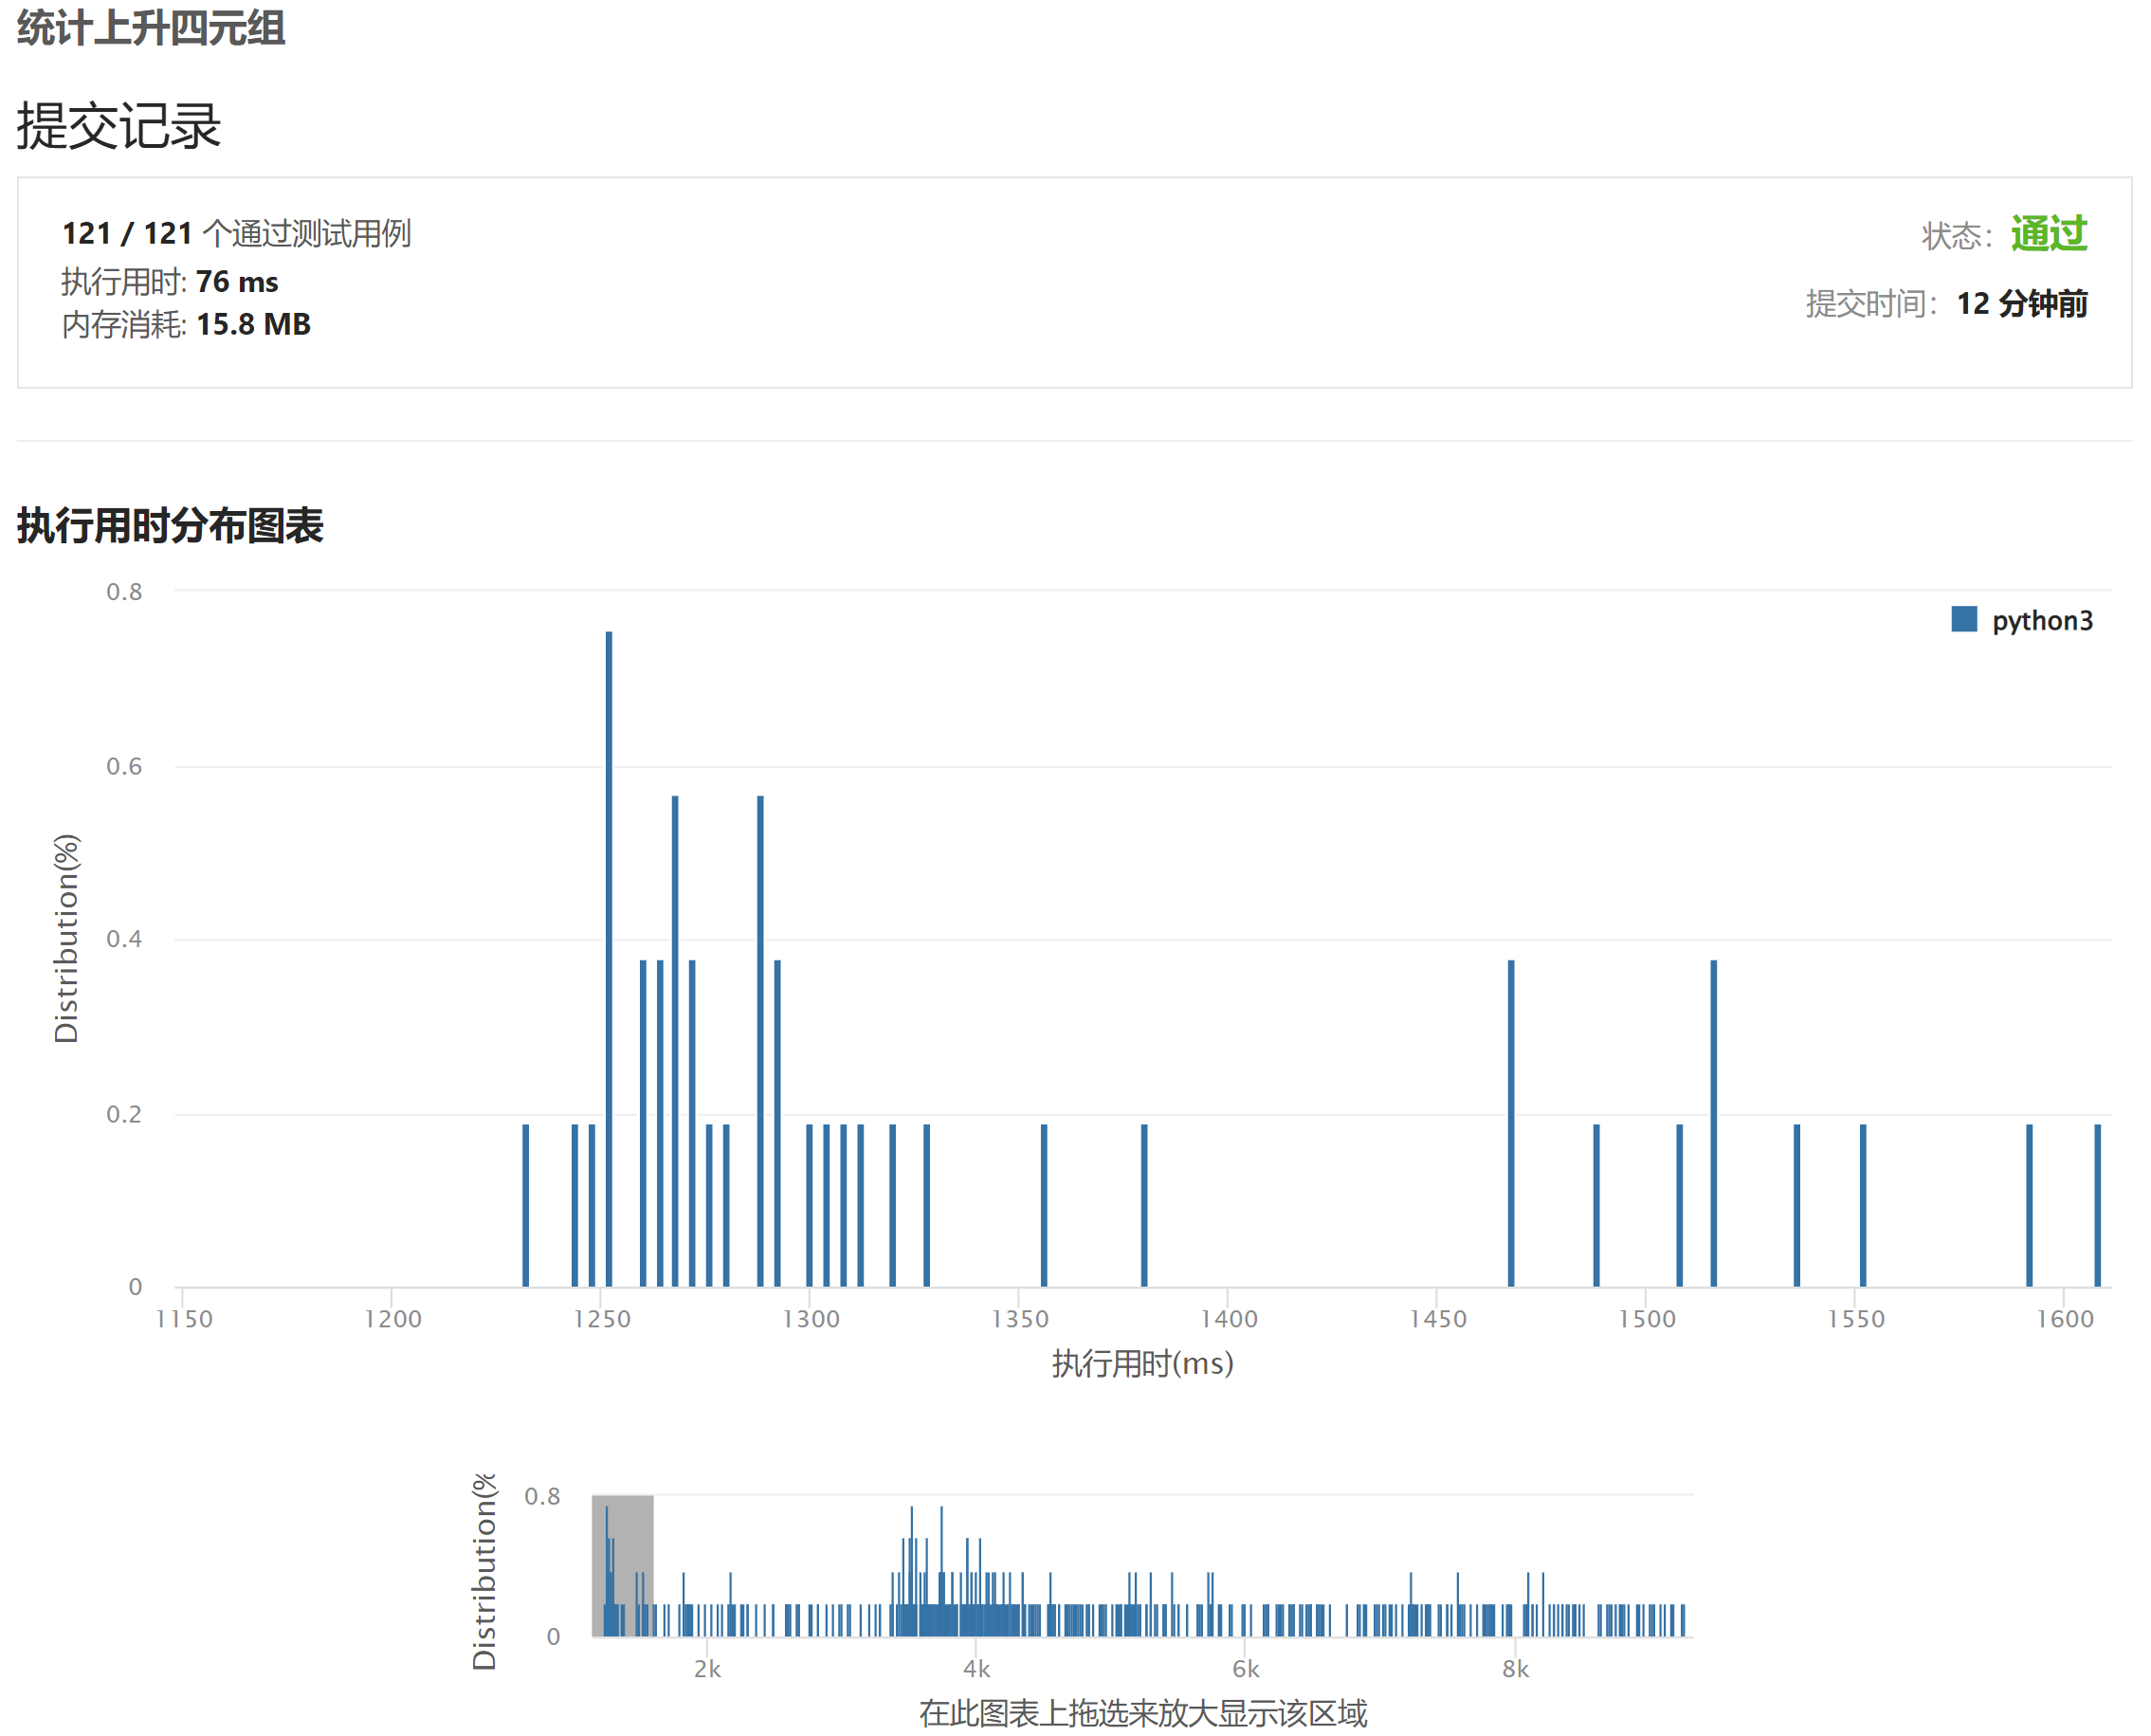 统计上升四元组
提交记录
121 / 121 个通过测试用例
状态：通过
执行用时: 76 ms
提交时间：12 分钟前
内存消耗: 15.8 MB
执行用时分布图表
python3
Distribution(%)
0.8
0.6
0.4
0.2
0
1150 1200 1250 1300 1350 1400 1450 1500 1550 1600
执行用时(ms)
Distribution(%
0.8
0
2k 4k 6k 8k
在此图表上拖选来放大显示该区域